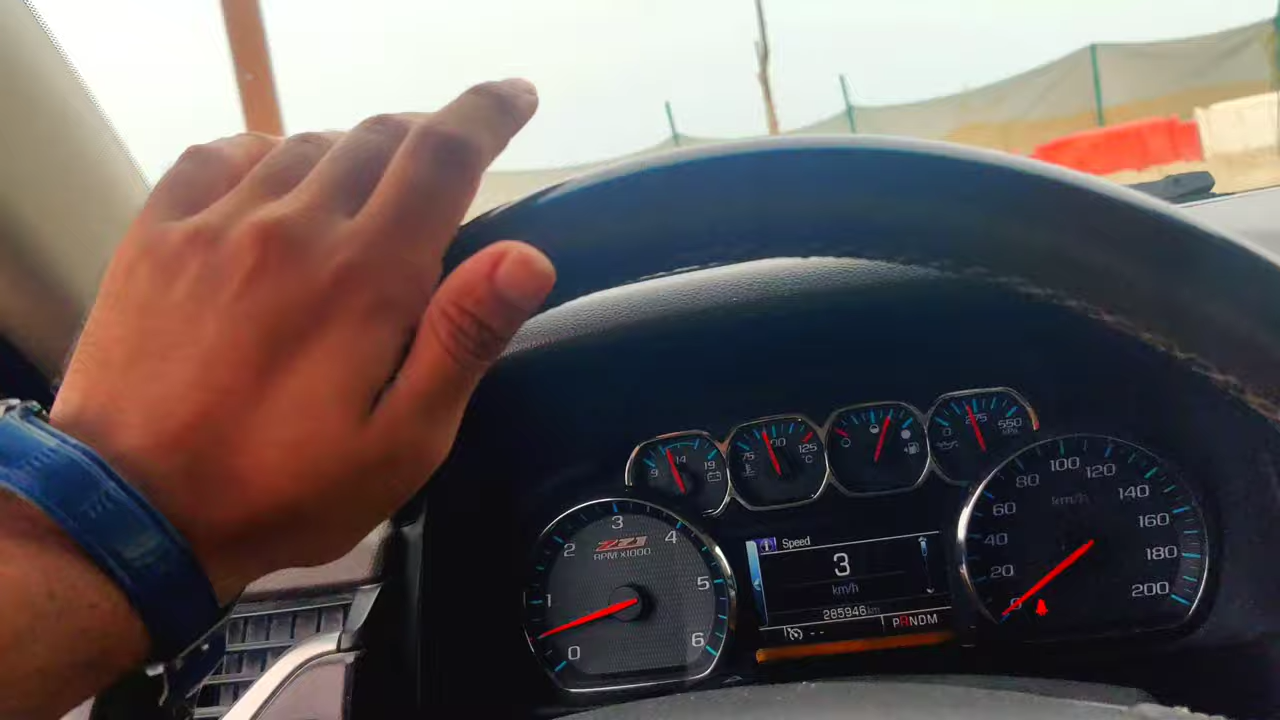 9 14 19
75 100 125 °C
0 275 550 kPa
0 1 2 3 4 5 6
Z71
RPM X1000
Speed
3
km/h
285946 km
--
PRNDM
0 20 40 60 80 100 120 140 160 180 200
km/h